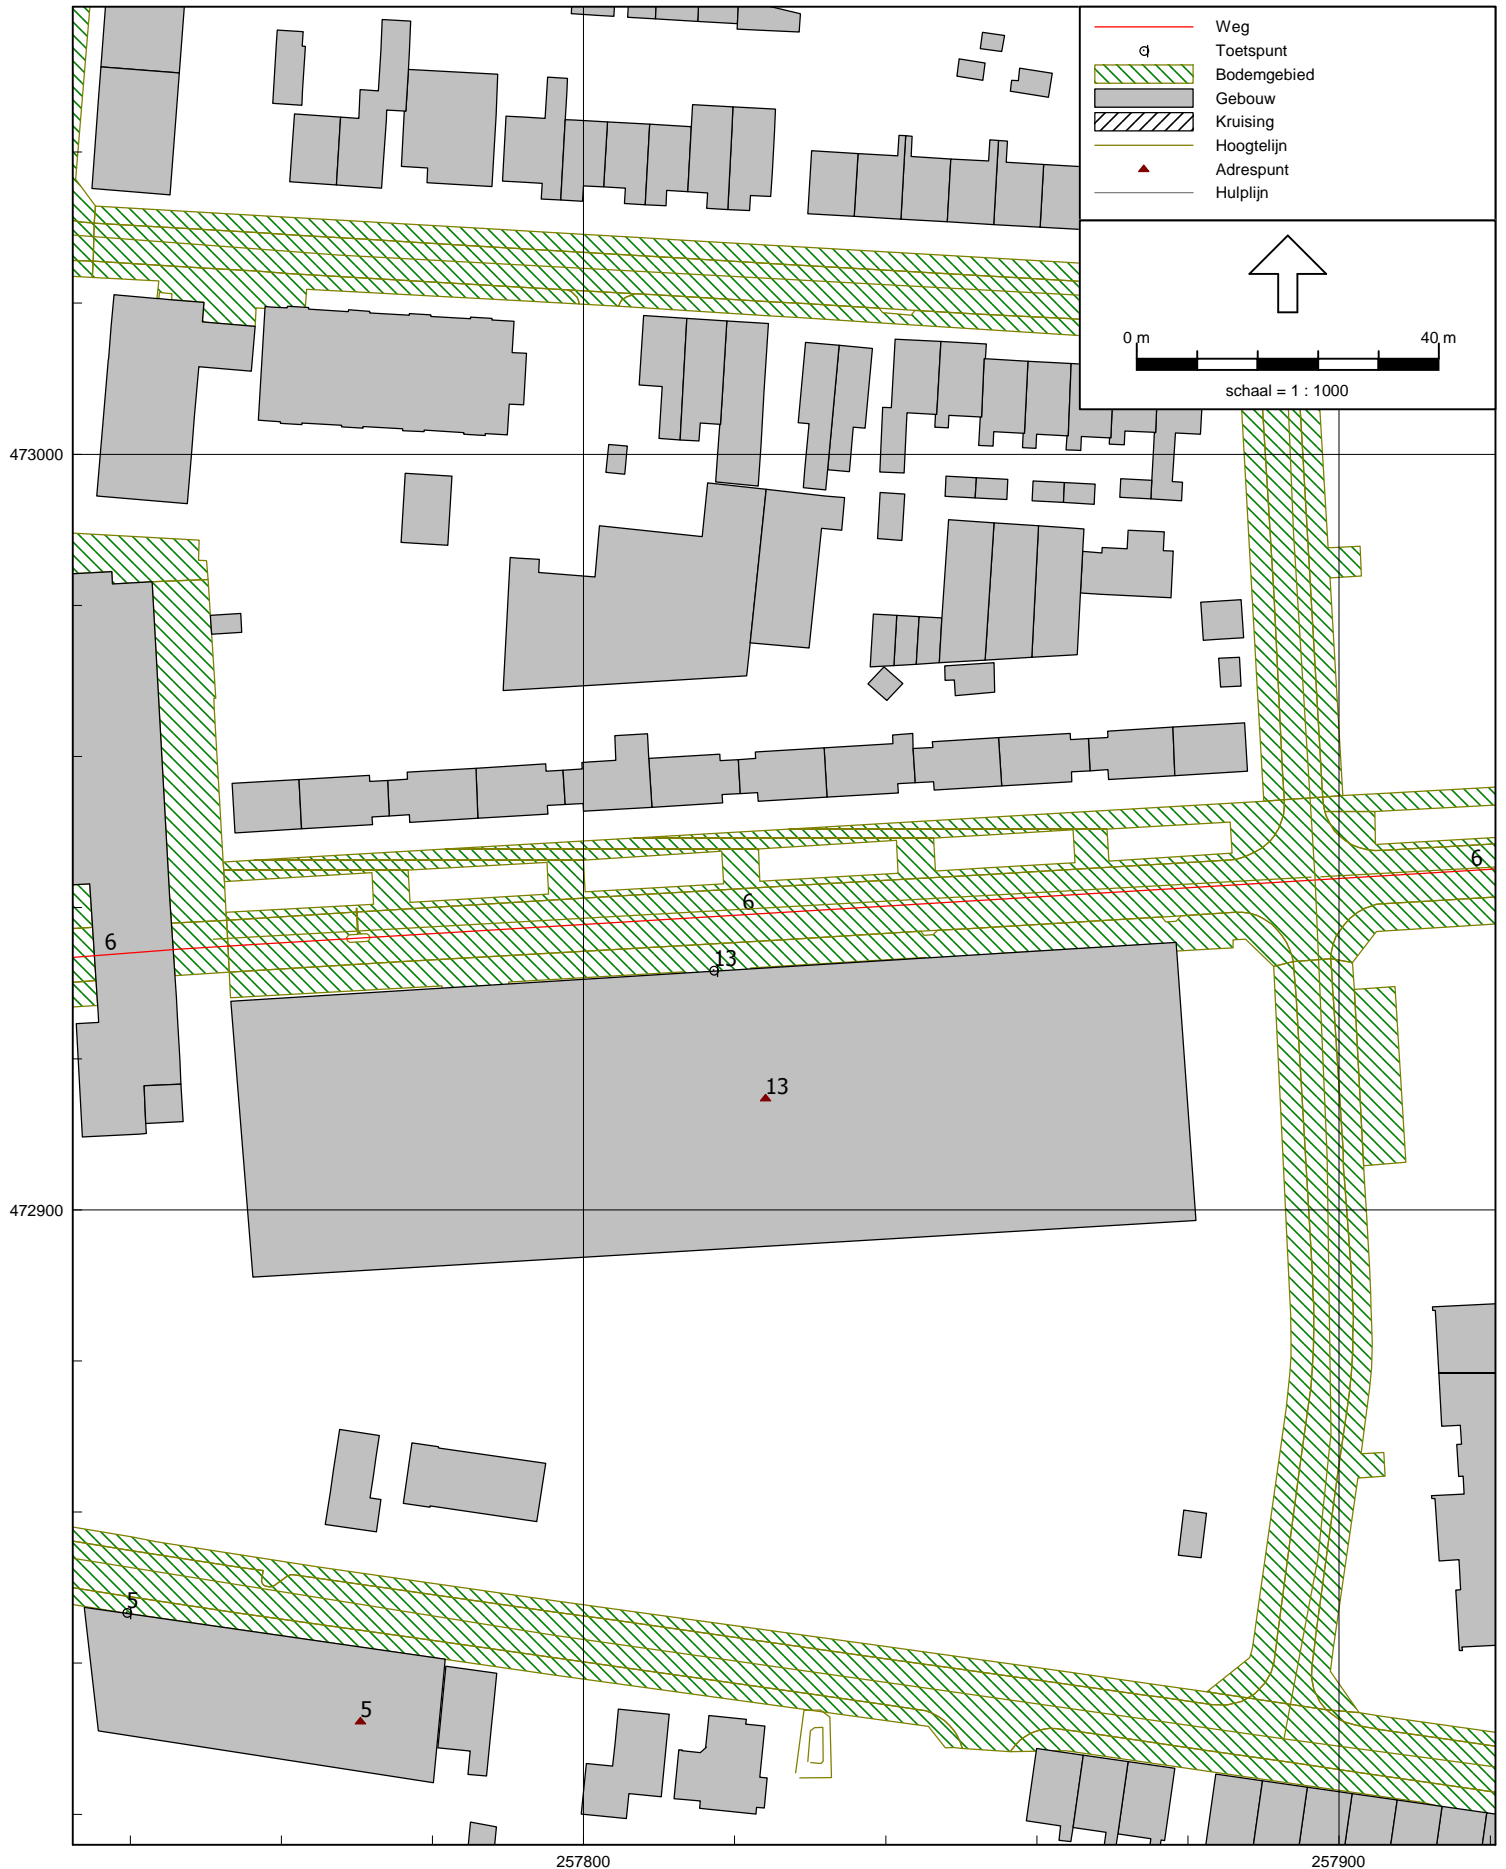 Weg
Toetspunt
Bodemgebied
Gebouw
Kruising
Hoogtelijn
Adrespunt
Hulplijn
0 m 40 m
schaal = 1 : 1000
473000
6
6
6
13
13
472900
5
5
257800 257900